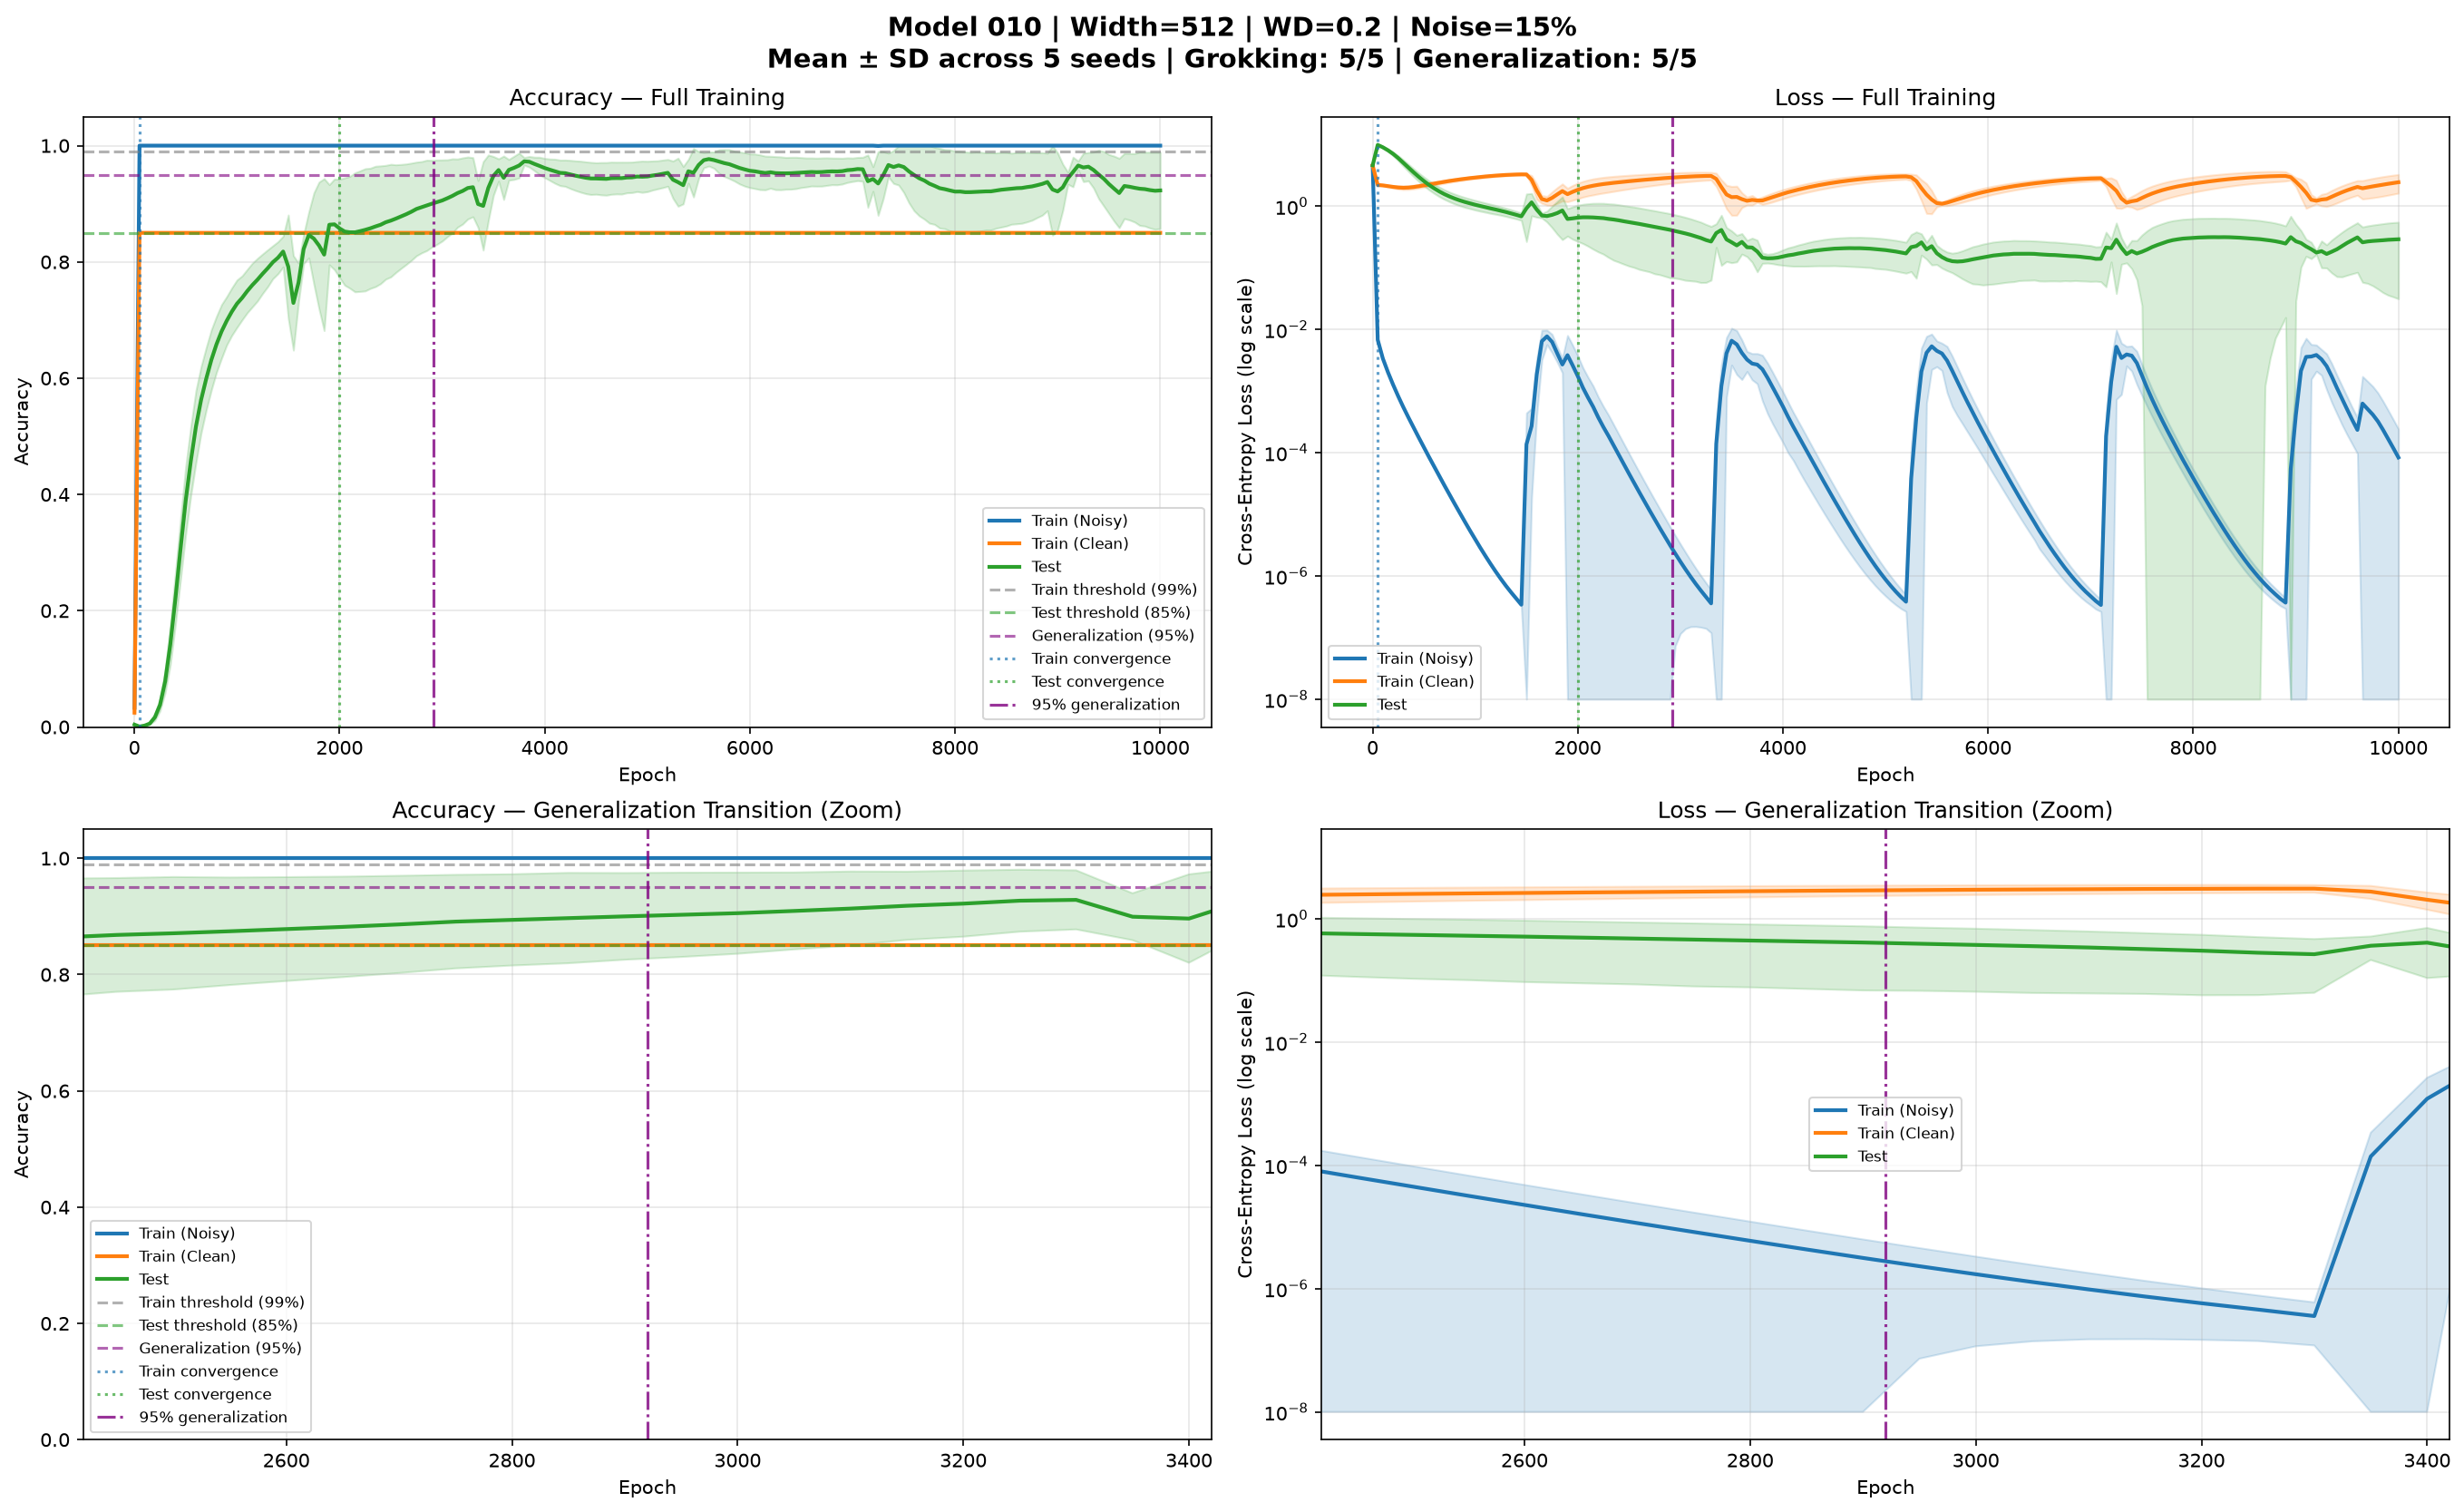 Model 010 | Width=512 | WD=0.2 | Noise=15%
Mean ± SD across 5 seeds | Grokking: 5/5 | Generalization: 5/5
Accuracy — Full Training
Accuracy
1.0
0.8
0.6
0.4
0.2
0.0
0 2000 4000 6000 8000 10000
Epoch
Train (Noisy)
Train (Clean)
Test
Train threshold (99%)
Test threshold (85%)
Generalization (95%)
Train convergence
Test convergence
95% generalization
Loss — Full Training
Cross-Entropy Loss (log scale)
10⁰
10⁻²
10⁻⁴
10⁻⁶
10⁻⁸
0 2000 4000 6000 8000 10000
Epoch
Train (Noisy)
Train (Clean)
Test
Accuracy — Generalization Transition (Zoom)
Accuracy
1.0
0.8
0.6
0.4
0.2
0.0
2600 2800 3000 3200 3400
Epoch
Train (Noisy)
Train (Clean)
Test
Train threshold (99%)
Test threshold (85%)
Generalization (95%)
Train convergence
Test convergence
95% generalization
Loss — Generalization Transition (Zoom)
Cross-Entropy Loss (log scale)
10⁰
10⁻²
10⁻⁴
10⁻⁶
10⁻⁸
2600 2800 3000 3200 3400
Epoch
Train (Noisy)
Train (Clean)
Test